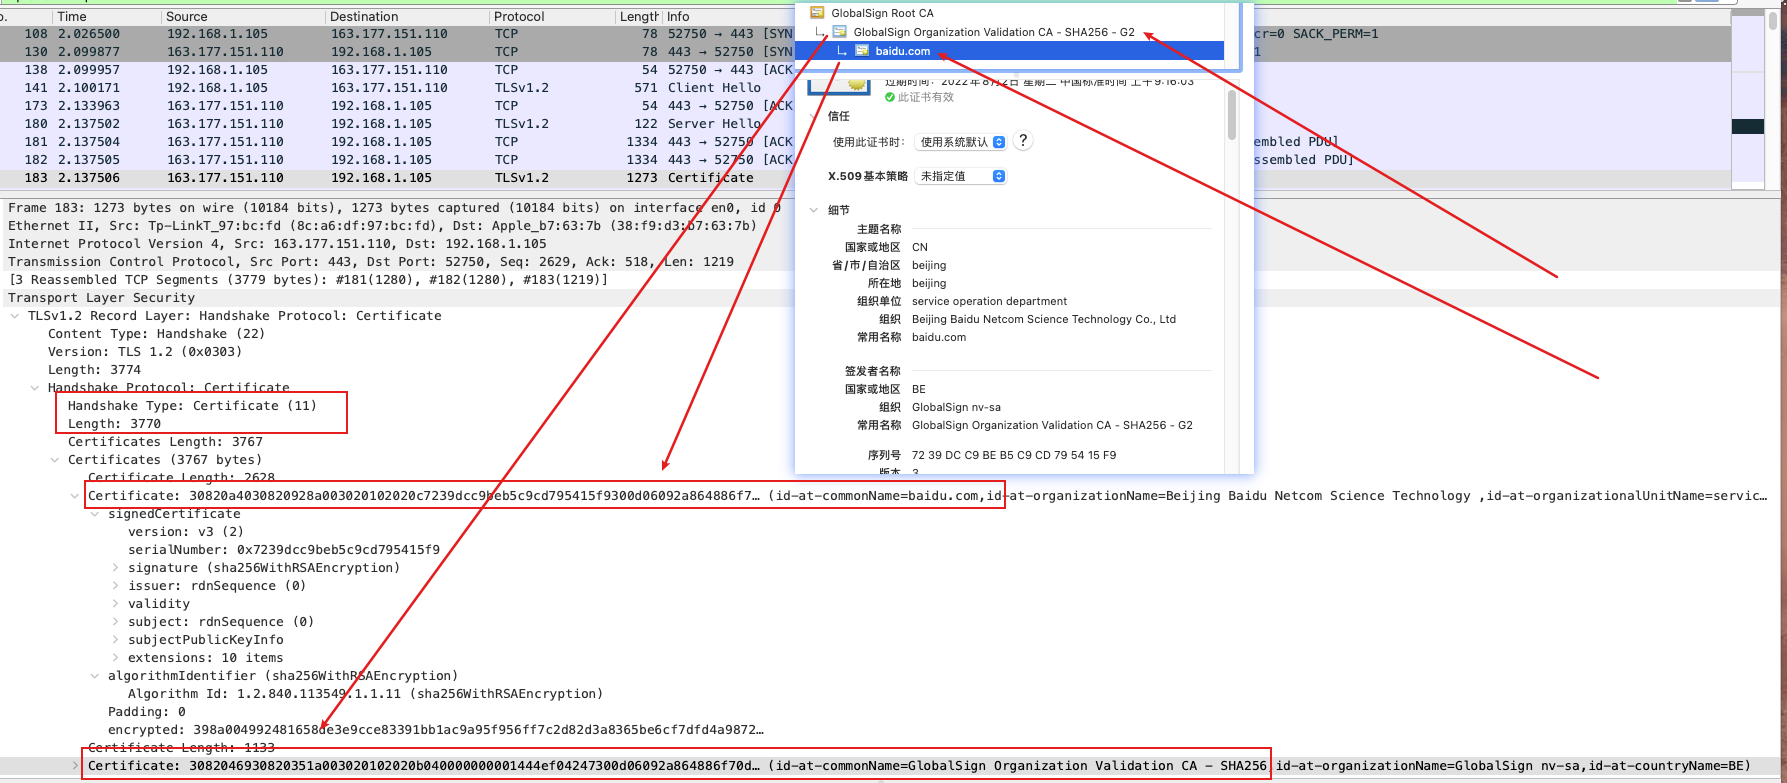 o. Time Source Destination Protocol Length Info
108 2.026500 192.168.1.105 163.177.151.110 TCP 78 52750 → 443 [SYN cr=0 SACK_PERM=1
130 2.099877 163.177.151.110 192.168.1.105 TCP 78 443 → 52750 [SYN 1
138 2.099957 192.168.1.105 163.177.151.110 TCP 54 52750 → 443 [ACK
141 2.100171 192.168.1.105 163.177.151.110 TLSv1.2 571 Client Hello
173 2.133963 163.177.151.110 192.168.1.105 TCP 54 443 → 52750 [ACK
180 2.137502 163.177.151.110 192.168.1.105 TLSv1.2 122 Server Hello
181 2.137504 163.177.151.110 192.168.1.105 TCP 1334 443 → 52750 [ACK embled PDU]
182 2.137505 163.177.151.110 192.168.1.105 TCP 1334 443 → 52750 [ACK ssembled PDU]
183 2.137506 163.177.151.110 192.168.1.105 TLSv1.2 1273 Certificate
GlobalSign Root CA
GlobalSign Organization Validation CA - SHA256 - G2
baidu.com
过期时间：2022年8月2日 星期二 中国标准时间 上午9:16:03
此证书有效
信任
使用此证书时： 使用系统默认 ?
X.509基本策略 未指定值
细节
主题名称
国家或地区 CN
省/市/自治区 beijing
所在地 beijing
组织单位 service operation department
组织 Beijing Baidu Netcom Science Technology Co., Ltd
常用名称 baidu.com
签发者名称
国家或地区 BE
组织 GlobalSign nv-sa
常用名称 GlobalSign Organization Validation CA - SHA256 - G2
序列号 72 39 DC C9 BE B5 C9 CD 79 54 15 F9
版本 3
Frame 183: 1273 bytes on wire (10184 bits), 1273 bytes captured (10184 bits) on interface en0, id 0
Ethernet II, Src: Tp-LinkT_97:bc:fd (8c:a6:df:97:bc:fd), Dst: Apple_b7:63:7b (38:f9:d3:b7:63:7b)
Internet Protocol Version 4, Src: 163.177.151.110, Dst: 192.168.1.105
Transmission Control Protocol, Src Port: 443, Dst Port: 52750, Seq: 2629, Ack: 518, Len: 1219
[3 Reassembled TCP Segments (3779 bytes): #181(1280), #182(1280), #183(1219)]
Transport Layer Security
TLSv1.2 Record Layer: Handshake Protocol: Certificate
Content Type: Handshake (22)
Version: TLS 1.2 (0x0303)
Length: 3774
Handshake Protocol: Certificate
Handshake Type: Certificate (11)
Length: 3770
Certificates Length: 3767
Certificates (3767 bytes)
Certificate Length: 2628
Certificate: 30820a4030820928a003020102020c7239dcc9beb5c9cd795415f9300d06092a864886f7… (id-at-commonName=baidu.com,id-at-organizationName=Beijing Baidu Netcom Science Technology ,id-at-organizationalUnitName=servic…
signedCertificate
version: v3 (2)
serialNumber: 0x7239dcc9beb5c9cd795415f9
signature (sha256WithRSAEncryption)
issuer: rdnSequence (0)
validity
subject: rdnSequence (0)
subjectPublicKeyInfo
extensions: 10 items
algorithmIdentifier (sha256WithRSAEncryption)
Algorithm Id: 1.2.840.113549.1.1.11 (sha256WithRSAEncryption)
Padding: 0
encrypted: 398a004992481658de3e9cce83391bb1ac9a95f956ff7c2d82d3a8365be6cf7dfd4a9872…
Certificate Length: 1133
Certificate: 3082046930820351a003020102020b040000000001444ef04247300d06092a864886f70d… (id-at-commonName=GlobalSign Organization Validation CA - SHA256,id-at-organizationName=GlobalSign nv-sa,id-at-countryName=BE)